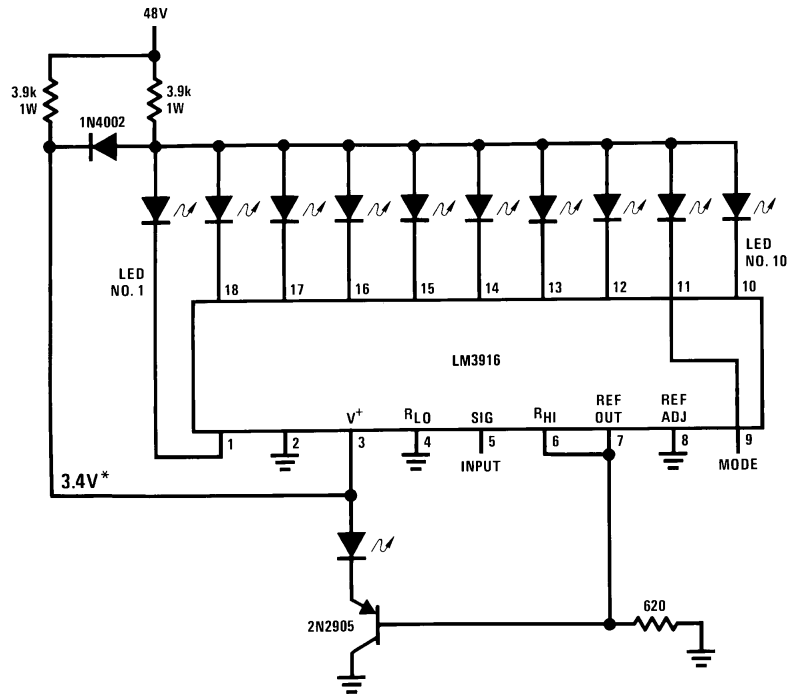 48V
3.9k
1W
3.9k
1W
1N4002
LED
NO. 1
LED
NO. 10
18
17
16
15
14
13
12
11
10
LM3916
V+
RLO
SIG
RHI
REF
OUT
REF
ADJ
1
2
3
4
5
6
7
8
9
INPUT
MODE
3.4V*
2N2905
620